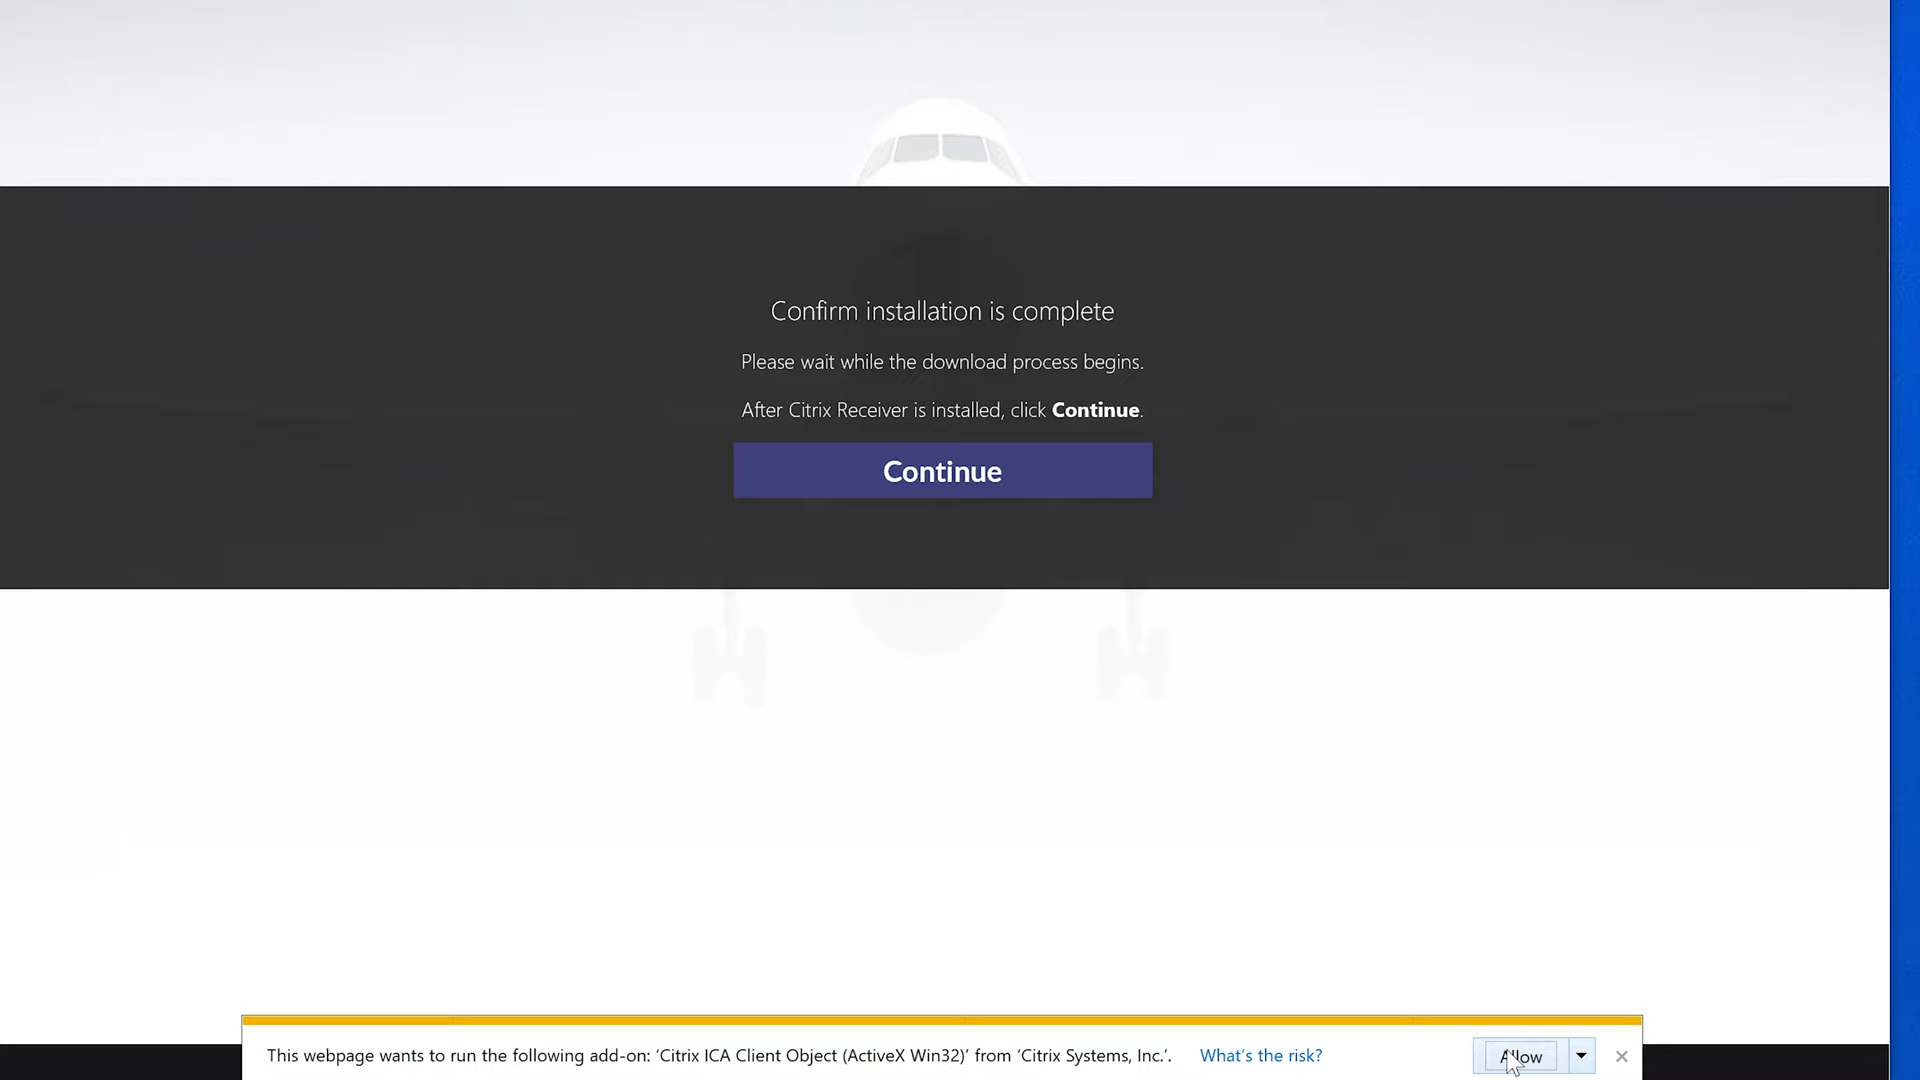 Confirm installation is complete
Please wait while the download process begins.
After Citrix Receiver is installed, click Continue.
Continue
This webpage wants to run the following add-on: ‘Citrix ICA Client Object (ActiveX Win32)’ from ‘Citrix Systems, Inc.’. What’s the risk? Allow